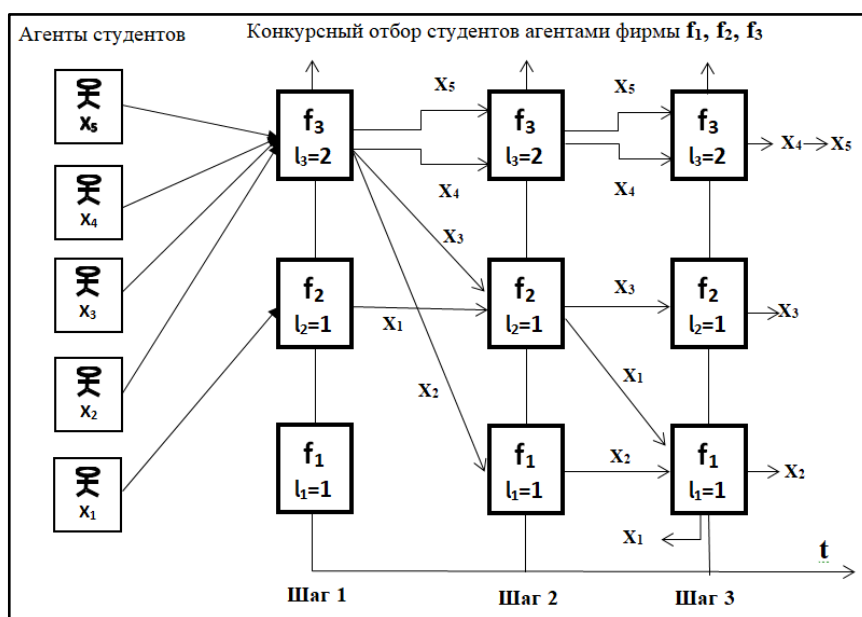 Агенты студентов
Конкурсный отбор студентов агентами фирмы f₁, f₂, f₃
X₅
X₄
X₃
X₂
X₁
f₃
l₃=2
f₂
l₂=1
f₁
l₁=1
X₅
X₄
X₃
X₁
X₂
f₃
l₃=2
f₂
l₂=1
f₁
l₁=1
X₅
X₄
X₃
X₁
X₂
f₃
l₃=2
f₂
l₂=1
f₁
l₁=1
X₄
X₅
X₃
X₂
X₁
t
Шаг 1
Шаг 2
Шаг 3